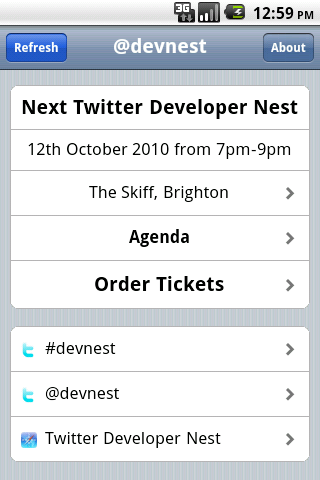 3G 12:59 PM
Refresh @devnest About
Next Twitter Developer Nest
12th October 2010 from 7pm-9pm
The Skiff, Brighton
Agenda
Order Tickets
#devnest
@devnest
Twitter Developer Nest